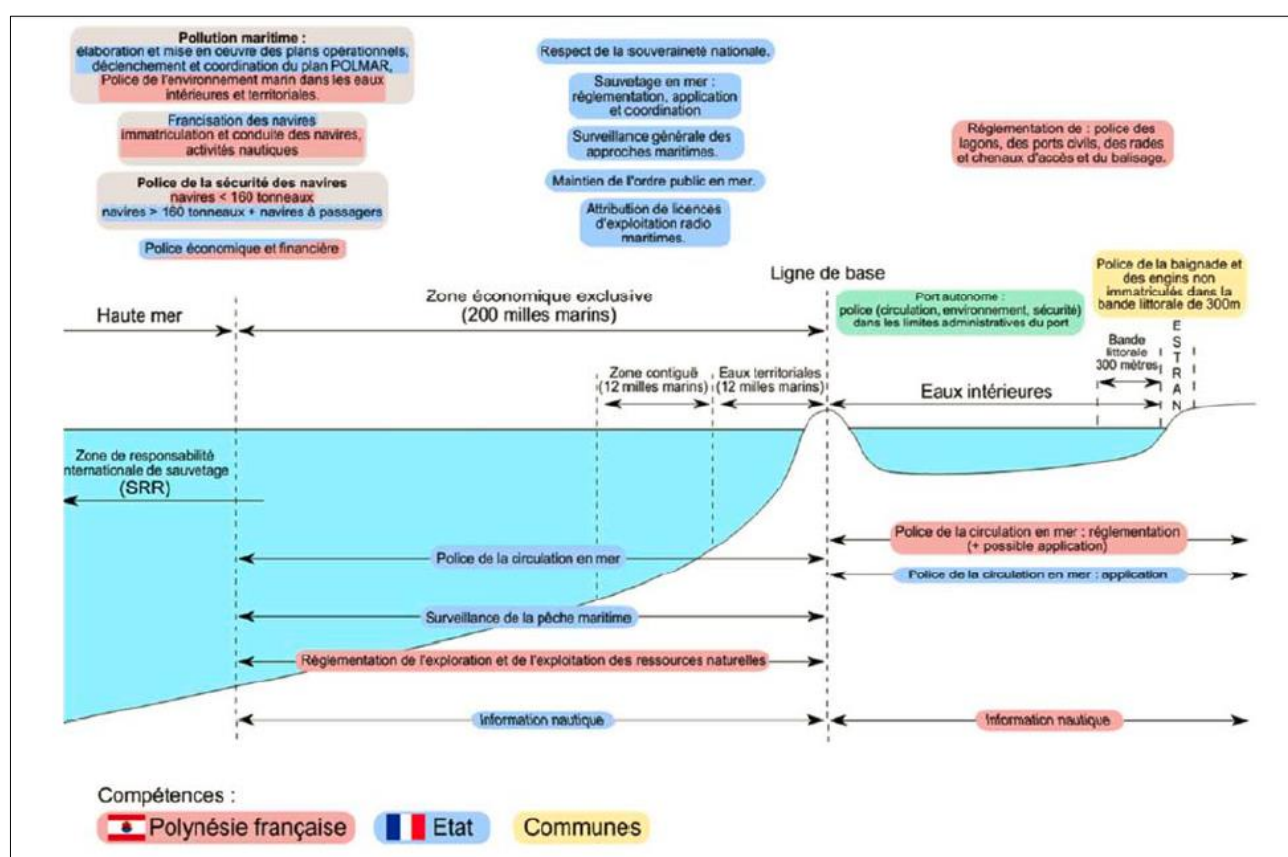 Pollution maritime :
élaboration et mise en oeuvre des plans opérationnels,
déclenchement et coordination du plan POLMAR,
Police de l'environnement marin dans les eaux
intérieures et territoriales.
Francisation des navires
immatriculation et conduite des navires,
activités nautiques
Police de la sécurité des navires
navires < 160 tonneaux
navires > 160 tonneaux + navires à passagers
Police économique et financière
Respect de la souveraineté nationale.
Sauvetage en mer :
règlementation, application
et coordination
Surveillance générale des
approches maritimes.
Maintien de l'ordre public en mer.
Attribution de licences
d'exploitation radio
maritimes.
Réglementation de : police des
lagons, des ports civils, des rades
et chenaux d'accès et du balisage.
Ligne de base
Police de la baignade et
des engins non
immatriculés dans la
bande littorale de 300m
Port autonome :
police (circulation, environnement, sécurité)
dans les limites administratives du port
Haute mer
Zone économique exclusive
(200 milles marins)
Zone contiguë
(12 milles marins)
Eaux territoriales
(12 milles marins)
Eaux intérieures
Bande
littorale
300 mètres
ESTRAN
Zone de responsabilité
internationale de sauvetage
(SRR)
Police de la circulation en mer
Police de la circulation en mer : réglementation
(+ possible application)
Police de la circulation en mer : application
Surveillance de la pêche maritime
Règlementation de l'exploration et de l'exploitation des ressources naturelles
Information nautique
Information nautique
Compétences :
Polynésie française
Etat
Communes